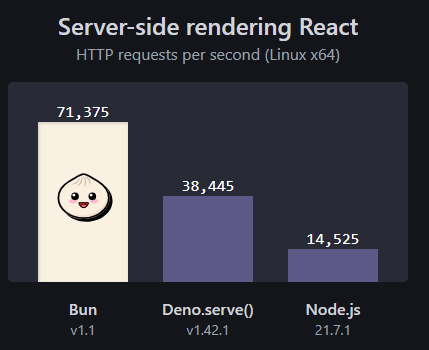 Server-side rendering React
HTTP requests per second (Linux x64)
71,375
38,445
14,525
Bun
v1.1
Deno.serve()
v1.42.1
Node.js
21.7.1